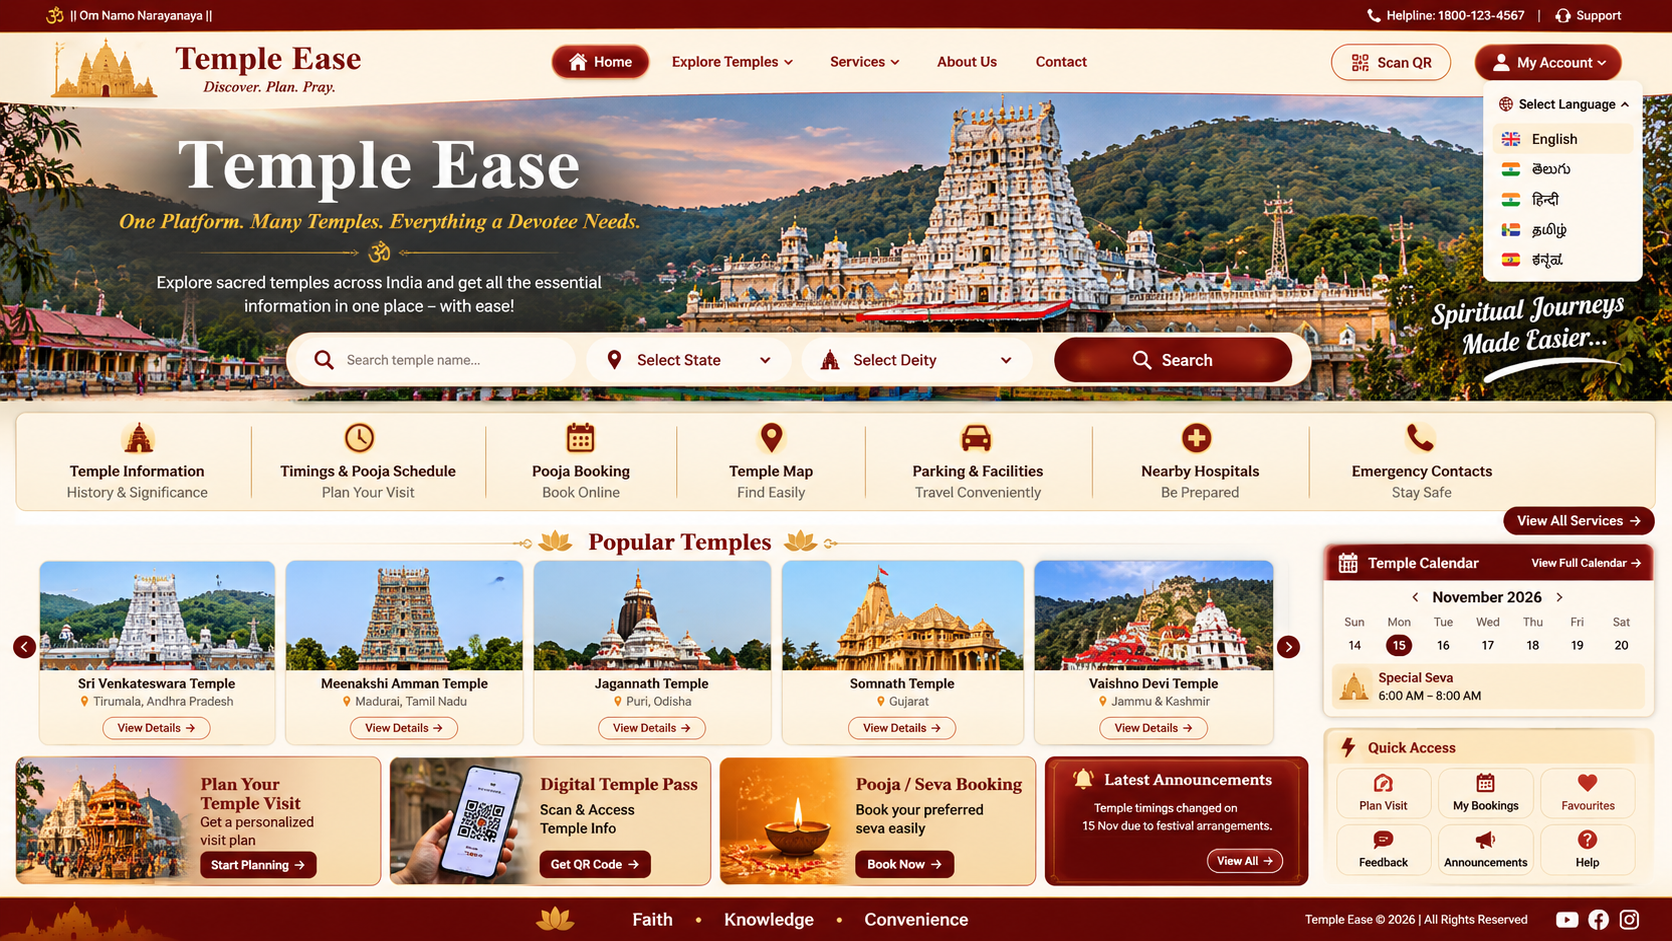 ॐ || Om Namo Narayanaya ||
Helpline: 1800-123-4567 | Support
Temple Ease
Discover. Plan. Pray.
Home
Explore Temples
Services
About Us
Contact
Scan QR
My Account
Select Language
English
తెలుగు
हिन्दी
தமிழ்
ಕನ್ನಡ
Temple Ease
One Platform. Many Temples. Everything a Devotee Needs.
ॐ
Explore sacred temples across India and get all the essential
information in one place – with ease!
Spiritual Journeys
Made Easier...
Search temple name...
Select State
Select Deity
Search
Temple Information
History & Significance
Timings & Pooja Schedule
Plan Your Visit
Pooja Booking
Book Online
Temple Map
Find Easily
Parking & Facilities
Travel Conveniently
Nearby Hospitals
Be Prepared
Emergency Contacts
Stay Safe
View All Services →
Popular Temples
Sri Venkateswara Temple
Tirumala, Andhra Pradesh
View Details →
Meenakshi Amman Temple
Madurai, Tamil Nadu
View Details →
Jagannath Temple
Puri, Odisha
View Details →
Somnath Temple
Gujarat
View Details →
Vaishno Devi Temple
Jammu & Kashmir
View Details →
Temple Calendar
View Full Calendar →
November 2026
Sun Mon Tue Wed Thu Fri Sat
14 15 16 17 18 19 20
Special Seva
6:00 AM – 8:00 AM
Plan Your
Temple Visit
Get a personalized
visit plan
Start Planning →
Digital Temple Pass
Scan & Access
Temple Info
Get QR Code →
Pooja / Seva Booking
Book your preferred
seva easily
Book Now →
Latest Announcements
Temple timings changed on
15 Nov due to festival arrangements.
View All →
Quick Access
Plan Visit
My Bookings
Favourites
Feedback
Announcements
Help
Faith • Knowledge • Convenience
Temple Ease © 2026 | All Rights Reserved